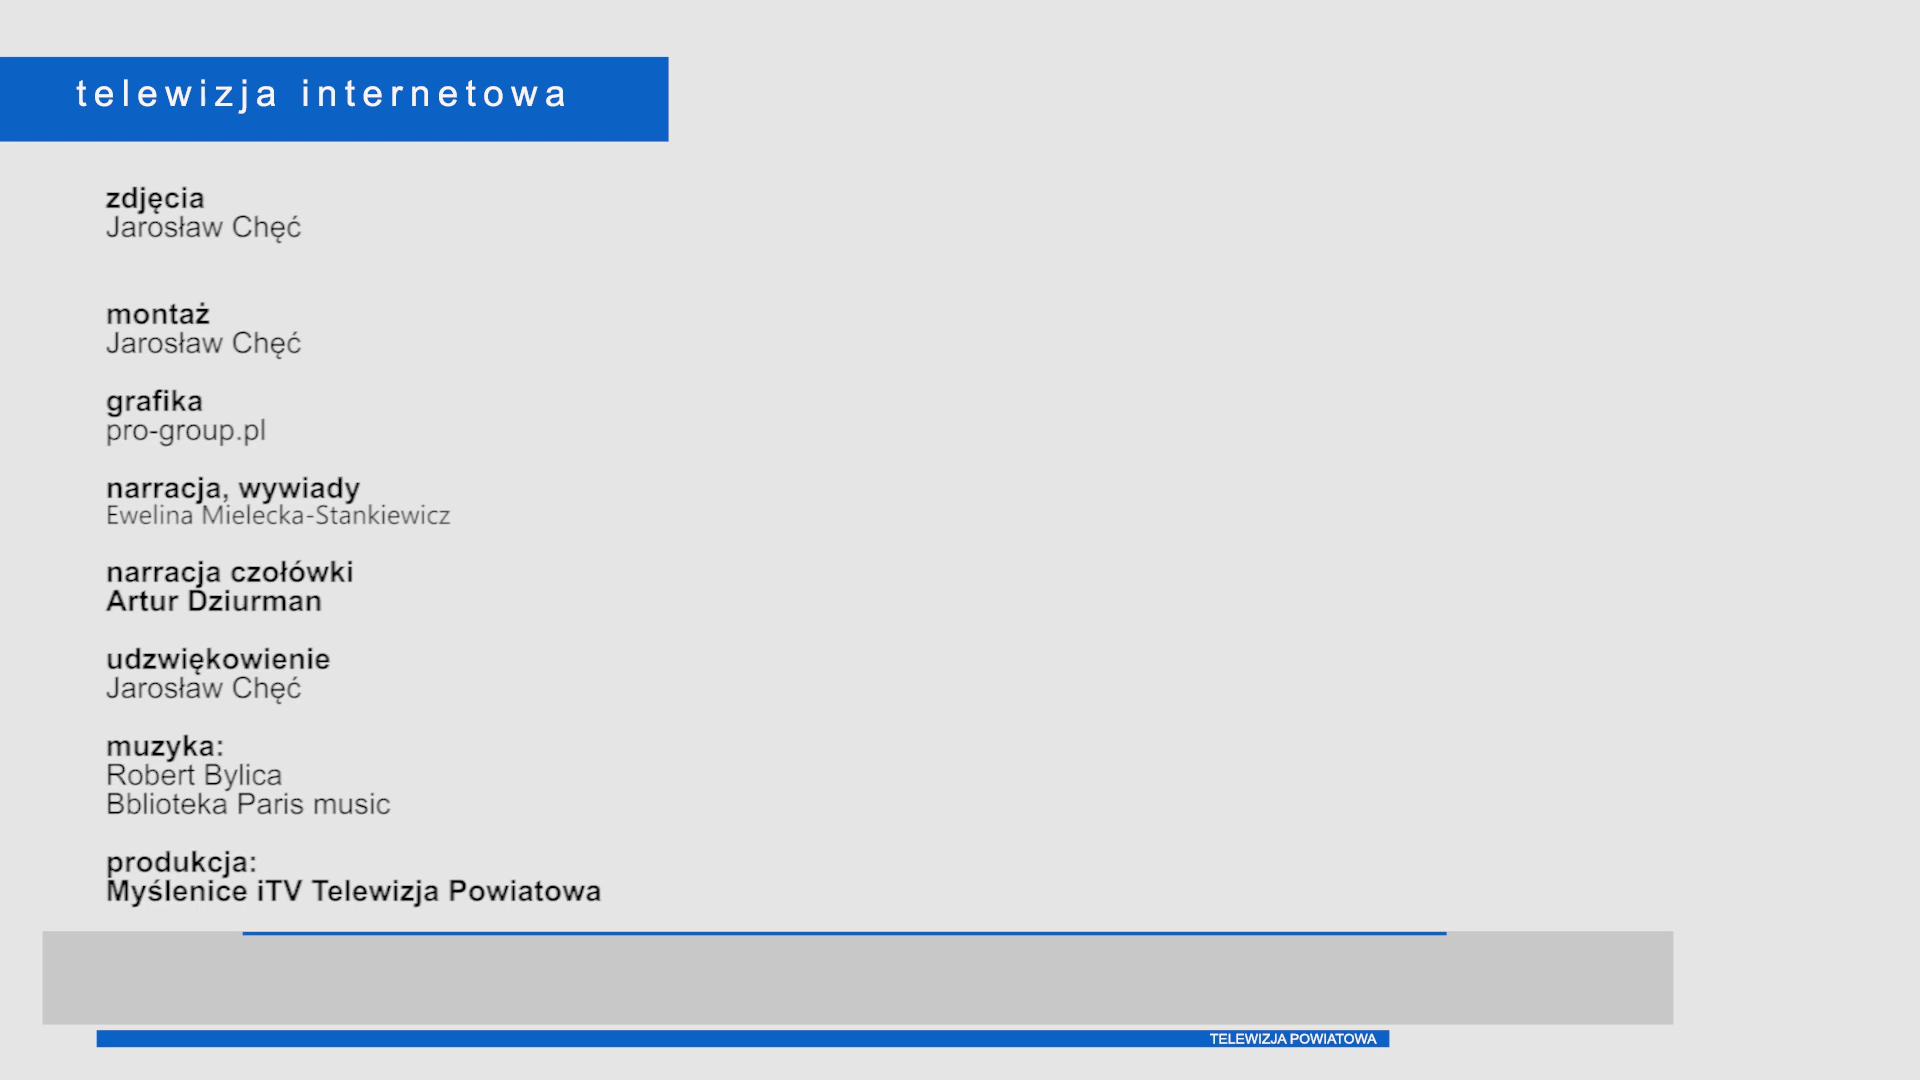 telewizja internetowa
zdjęcia
Jarosław Chęć
montaż
Jarosław Chęć
grafika
pro-group.pl
narracja, wywiady
Ewelina Mielecka-Stankiewicz
narracja czołówki
Artur Dziurman
udzwiękowienie
Jarosław Chęć
muzyka:
Robert Bylica
Bblioteka Paris music
produkcja:
Myślenice iTV Telewizja Powiatowa
TELEWIZJA POWIATOWA